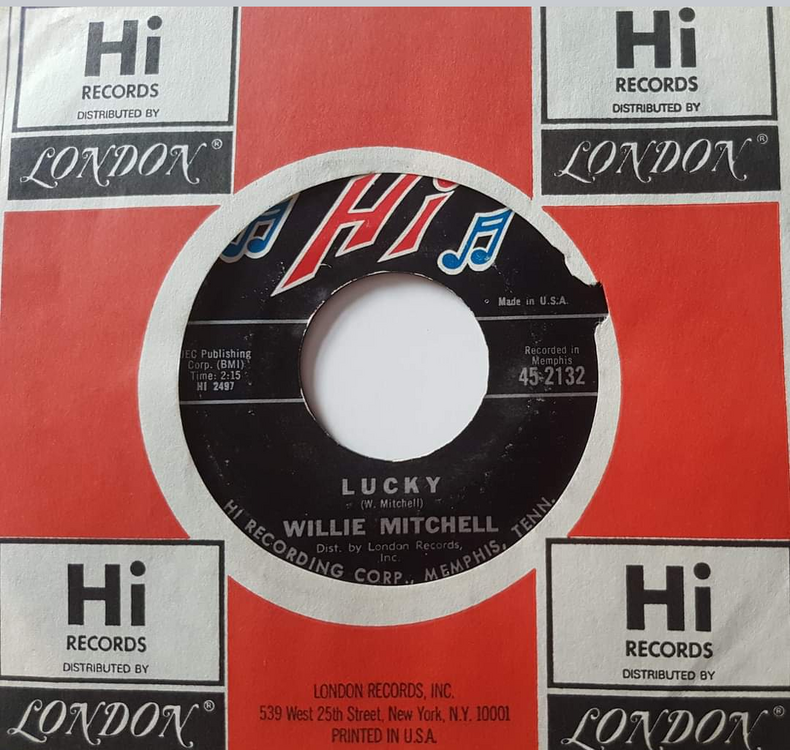 Hi
RECORDS
DISTRIBUTED BY
LONDON®
Hi
RECORDS
DISTRIBUTED BY
LONDON®
Hi
Made in U.S.A.
JEC Publishing
Corp. (BMI)
Time: 2:15
HI 2497
Recorded in
Memphis
45-2132
LUCKY
(W. Mitchell)
WILLIE MITCHELL
Dist. by London Records,
Inc.
HI RECORDING CORP., MEMPHIS, TENN.
Hi
RECORDS
DISTRIBUTED BY
LONDON®
Hi
RECORDS
DISTRIBUTED BY
LONDON®
LONDON RECORDS, INC.
539 West 25th Street, New York, N.Y. 10001
PRINTED IN U.S.A.